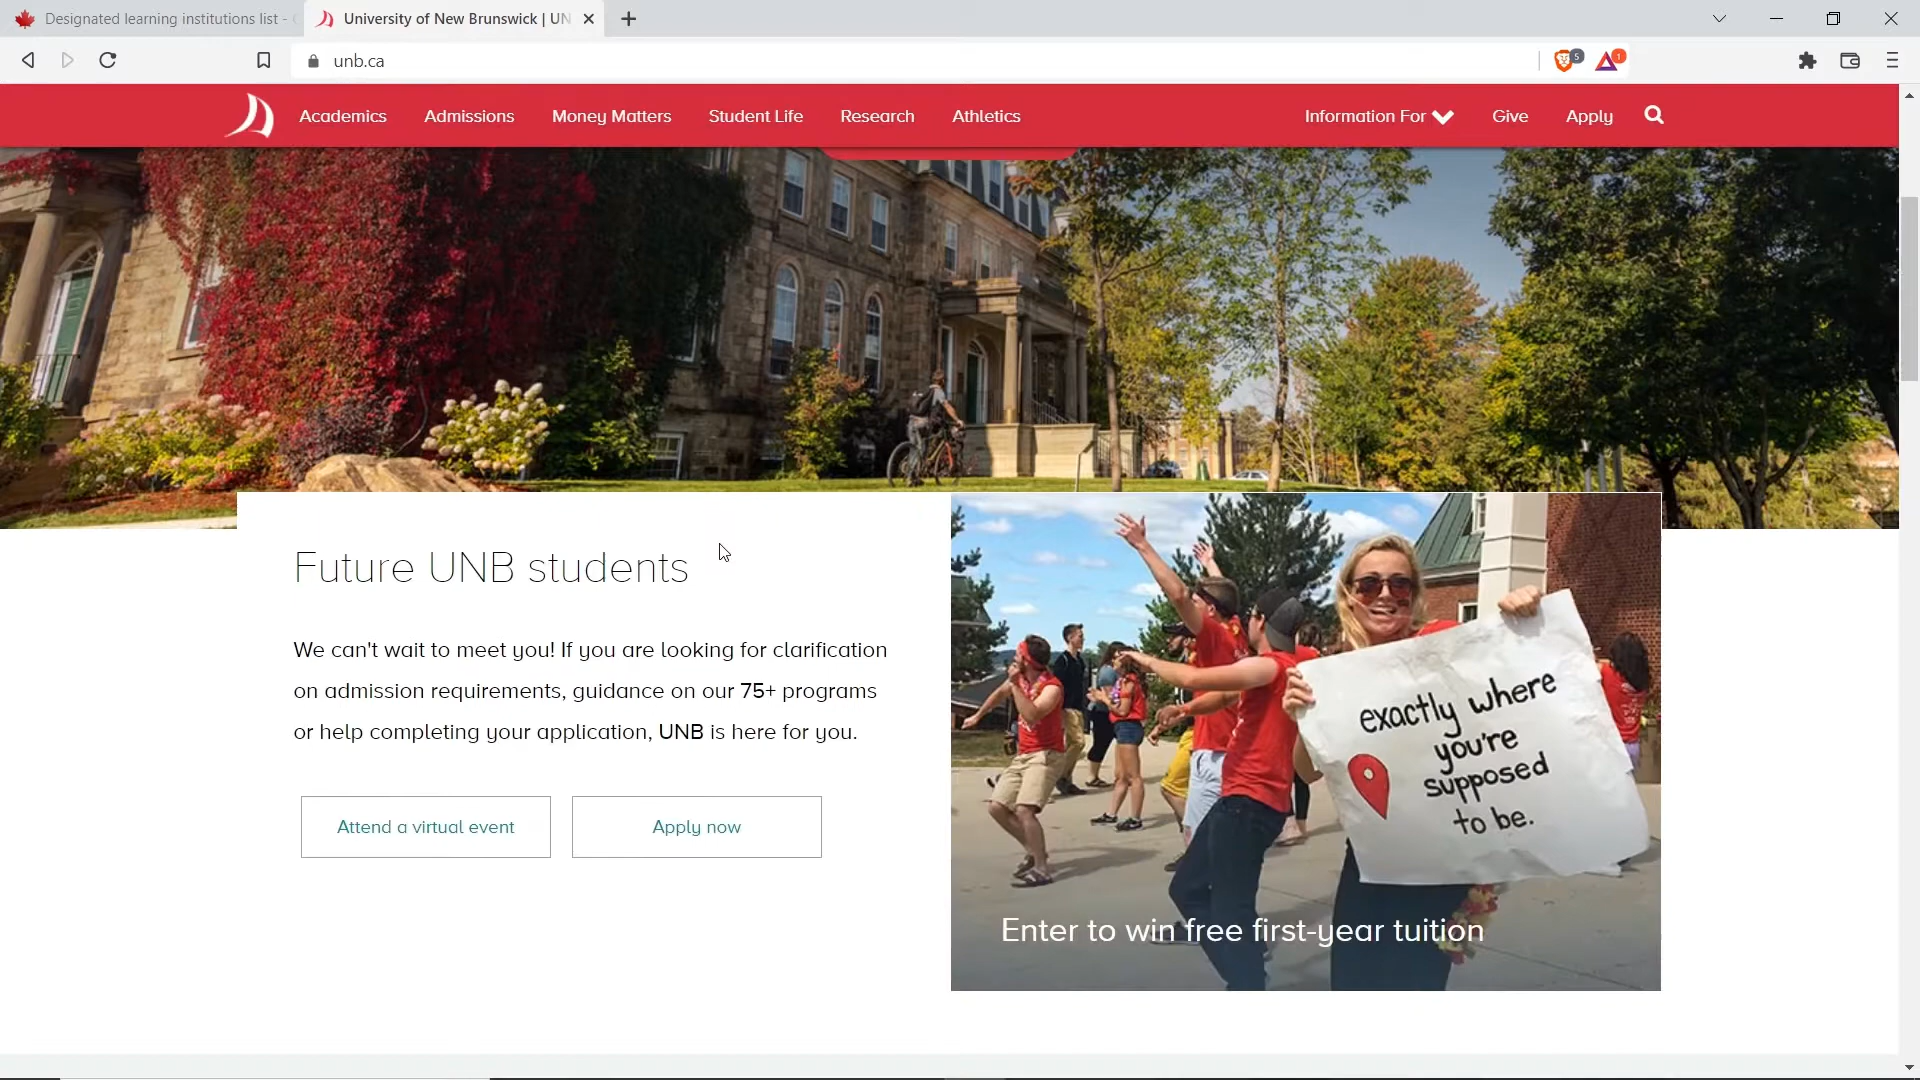 Designated learning institutions list -
University of New Brunswick | UN
unb.ca
5
1
Academics
Admissions
Money Matters
Student Life
Research
Athletics
Information For
Give
Apply
Future UNB students
We can't wait to meet you! If you are looking for clarification
on admission requirements, guidance on our 75+ programs
or help completing your application, UNB is here for you.
Attend a virtual event
Apply now
exactly where
you're
supposed
to be.
Enter to win free first-year tuition